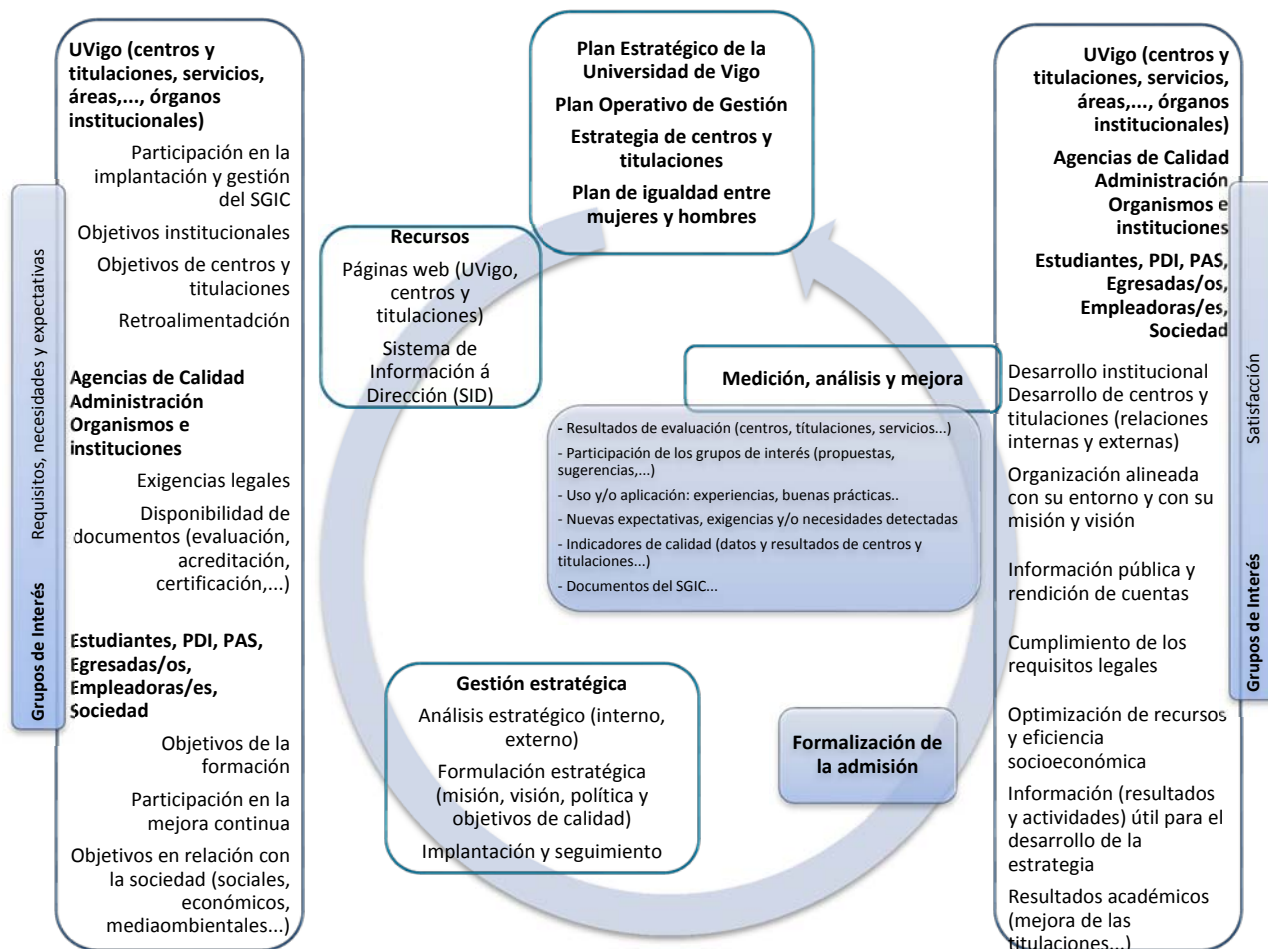 Grupos de Interés Requisitos, necesidades y expectativas
UVigo (centros y
titulaciones, servicios,
áreas,..., órganos
institucionales)
Participación en la
implantación y gestión
del SGIC
Objetivos institucionales
Objetivos de centros y
titulaciones
Retroalimentadción
Agencias de Calidad
Administración
Organismos e
instituciones
Exigencias legales
Disponibilidad de
documentos (evaluación,
acreditación,
certificación,...)
Estudiantes, PDI, PAS,
Egresadas/os,
Empleadoras/es,
Sociedad
Objetivos de la
formación
Participación en la
mejora continua
Objetivos en relación con
la sociedad (sociales,
económicos,
mediaombientales...)
Plan Estratégico de la
Universidad de Vigo
Plan Operativo de Gestión
Estrategia de centros y
titulaciones
Plan de igualdad entre
mujeres y hombres
Recursos
Páginas web (UVigo,
centros y
titulaciones)
Sistema de
Información á
Dirección (SID)
Medición, análisis y mejora
- Resultados de evaluación (centros, títulaciones, servicios...)
- Participación de los grupos de interés (propuestas,
sugerencias,...)
- Uso y/o aplicación: experiencias, buenas prácticas..
- Nuevas expectativas, exigencias y/o necesidades detectadas
- Indicadores de calidad (datos y resultados de centros y
titulaciones...)
- Documentos del SGIC...
Gestión estratégica
Análisis estratégico (interno,
externo)
Formulación estratégica
(misión, visión, política y
objetivos de calidad)
Implantación y seguimiento
Formalización de
la admisión
UVigo (centros y
titulaciones, servicios,
áreas,..., órganos
institucionales)
Agencias de Calidad
Administración
Organismos e
instituciones
Estudiantes, PDI, PAS,
Egresadas/os,
Empleadoras/es,
Sociedad
Desarrollo institucional
Desarrollo de centros y
titulaciones (relaciones
internas y externas)
Organización alineada
con su entorno y con su
misión y visión
Información pública y
rendición de cuentas
Cumplimiento de los
requisitos legales
Optimización de recursos
y eficiencia
socioeconómica
Información (resultados
y actividades) útil para el
desarrollo de la
estrategia
Resultados académicos
(mejora de las
titulaciones...)
Grupos de Interés Satisfacción